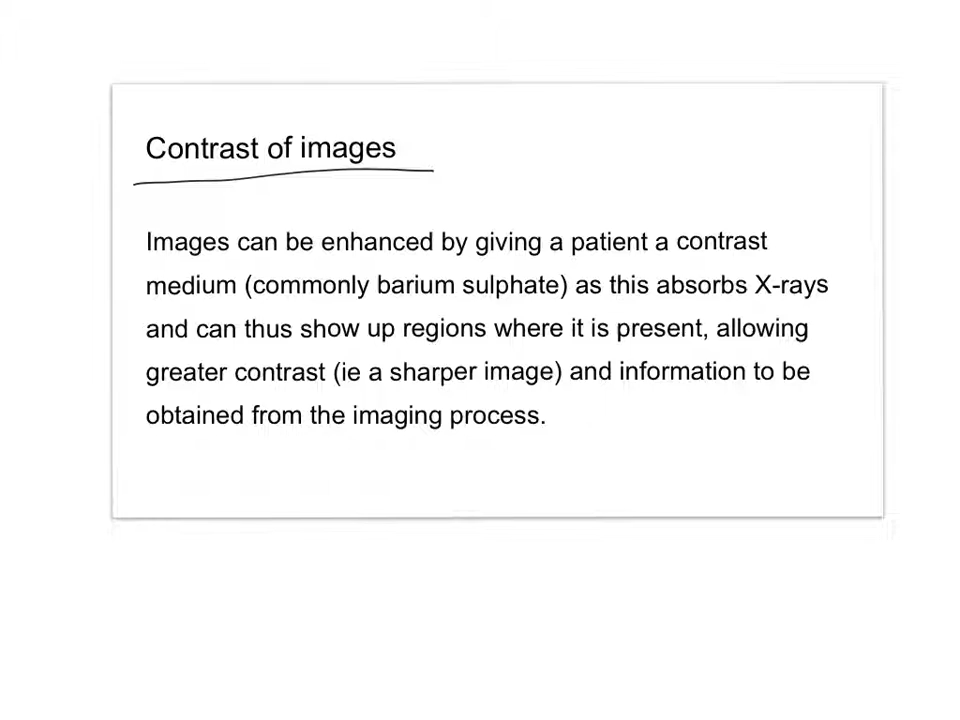 Contrast of images
Images can be enhanced by giving a patient a contrast
medium (commonly barium sulphate) as this absorbs X-rays
and can thus show up regions where it is present, allowing
greater contrast (ie a sharper image) and information to be
obtained from the imaging process.